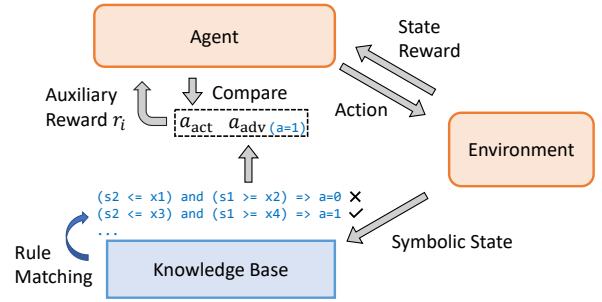 Agent
State
Reward
Compare
Auxiliary
Reward r_i
Action
a_act a_adv (a=1)
Environment
(s2 <= x1) and (s1 >= x2) => a=0 ✕
(s2 <= x3) and (s1 >= x4) => a=1 ✓
...
Symbolic State
Rule
Matching
Knowledge Base